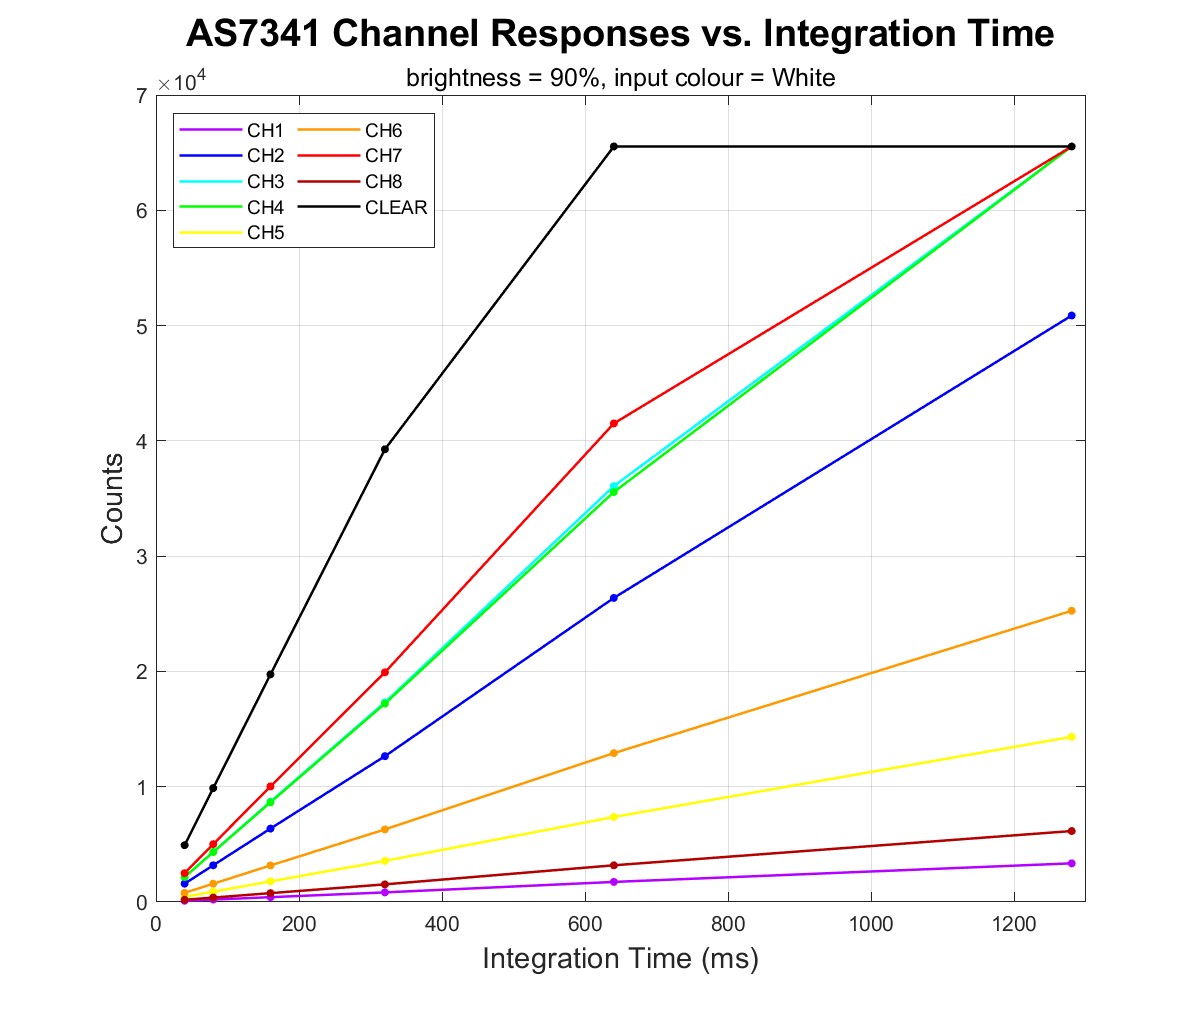 AS7341 Channel Responses vs. Integration Time
brightness = 90%, input colour = White
×10⁴
7
6
5
4
3
2
1
0
CH1 CH6
CH2 CH7
CH3 CH8
CH4 CLEAR
CH5
Counts
0 200 400 600 800 1000 1200
Integration Time (ms)